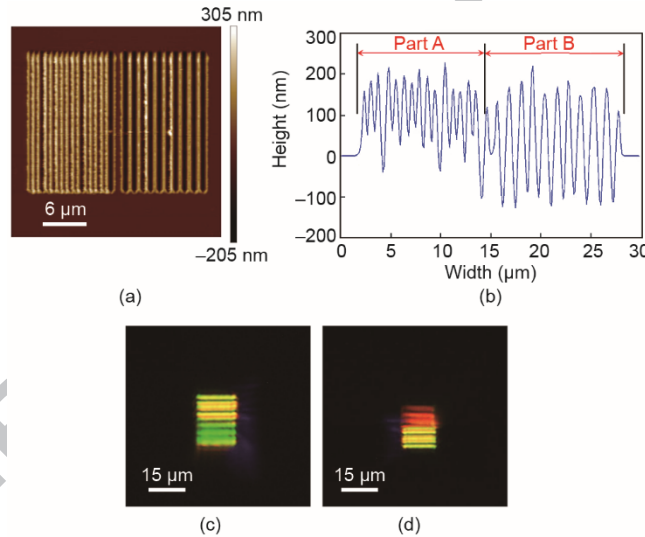 (a)
305 nm
6 μm
−205 nm
(b)
300
200
100
0
−100
−200
Height (nm)
Part A
Part B
0
5
10
15
20
25
30
Width (μm)
15 μm
(c)
15 μm
(d)